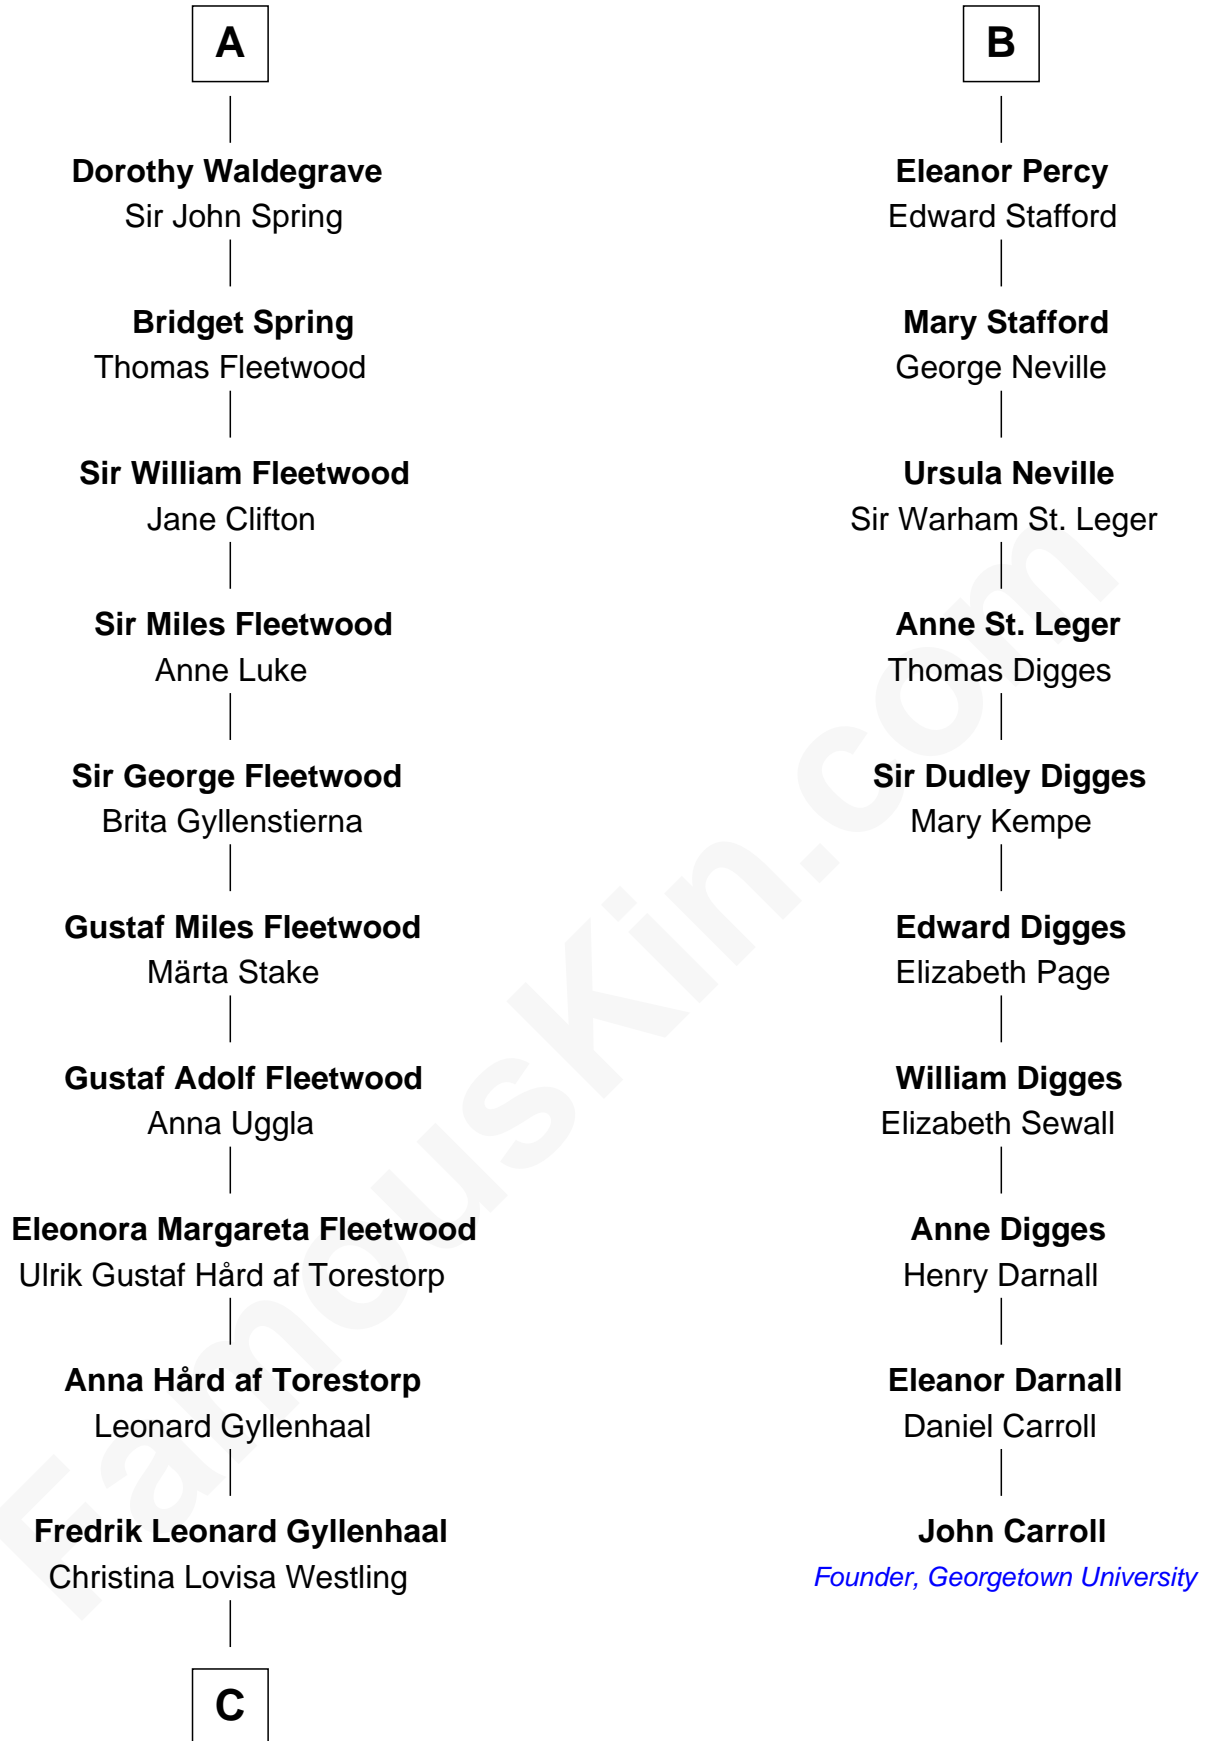 A
Dorothy Waldegrave
Sir John Spring
Bridget Spring
Thomas Fleetwood
Sir William Fleetwood
Jane Clifton
Sir Miles Fleetwood
Anne Luke
Sir George Fleetwood
Brita Gyllenstierna
Gustaf Miles Fleetwood
Märta Stake
Gustaf Adolf Fleetwood
Anna Uggla
Eleonora Margareta Fleetwood
Ulrik Gustaf Hård af Torestorp
Anna Hård af Torestorp
Leonard Gyllenhaal
Fredrik Leonard Gyllenhaal
Christina Lovisa Westling
C
B
Eleanor Percy
Edward Stafford
Mary Stafford
George Neville
Ursula Neville
Sir Warham St. Leger
Anne St. Leger
Thomas Digges
Sir Dudley Digges
Mary Kempe
Edward Digges
Elizabeth Page
William Digges
Elizabeth Sewall
Anne Digges
Henry Darnall
Eleanor Darnall
Daniel Carroll
John Carroll
Founder, Georgetown University
FamousKin.com